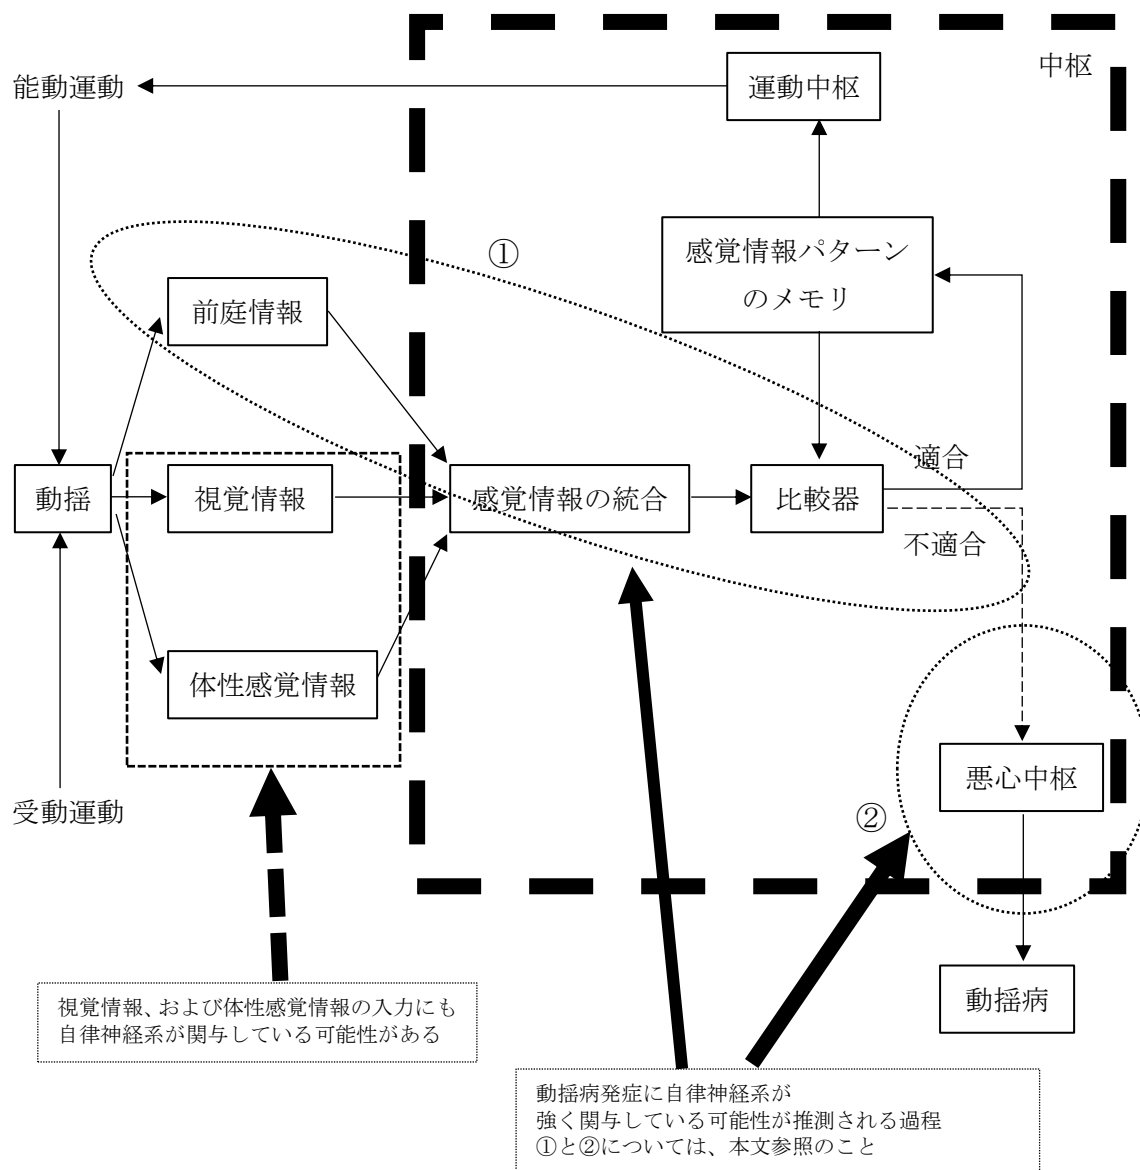 中枢
能動運動
運動中枢
①
感覚情報パターン
のメモリ
前庭情報
適合
動揺
視覚情報
感覚情報の統合
比較器
不適合
体性感覚情報
悪心中枢
受動運動
②
動揺病
視覚情報、および体性感覚情報の入力にも
自律神経系が関与している可能性がある
動揺病発症に自律神経系が
強く関与している可能性が推測される過程
①と②については、本文参照のこと